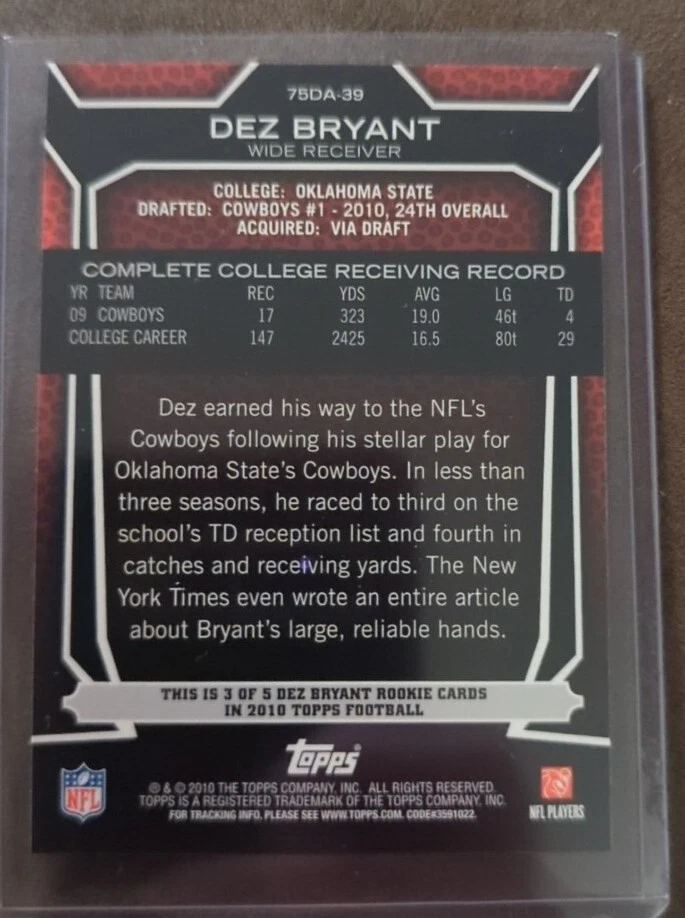 75DA-39
DEZ BRYANT
WIDE RECEIVER
COLLEGE: OKLAHOMA STATE
DRAFTED: COWBOYS #1 - 2010, 24TH OVERALL
ACQUIRED: VIA DRAFT
COMPLETE COLLEGE RECEIVING RECORD
YR TEAM REC YDS AVG LG TD
09 COWBOYS 17 323 19.0 46t 4
COLLEGE CAREER 147 2425 16.5 80t 29
Dez earned his way to the NFL's
Cowboys following his stellar play for
Oklahoma State's Cowboys. In less than
three seasons, he raced to third on the
school's TD reception list and fourth in
catches and receiving yards. The New
York Times even wrote an entire article
about Bryant's large, reliable hands.
THIS IS 3 OF 5 DEZ BRYANT ROOKIE CARDS
IN 2010 TOPPS FOOTBALL
topps
® & © 2010 THE TOPPS COMPANY, INC. ALL RIGHTS RESERVED.
TOPPS IS A REGISTERED TRADEMARK OF THE TOPPS COMPANY, INC.
FOR TRACKING INFO, PLEASE SEE WWW.TOPPS.COM. CODE#3591022.
NFL
NFL PLAYERS